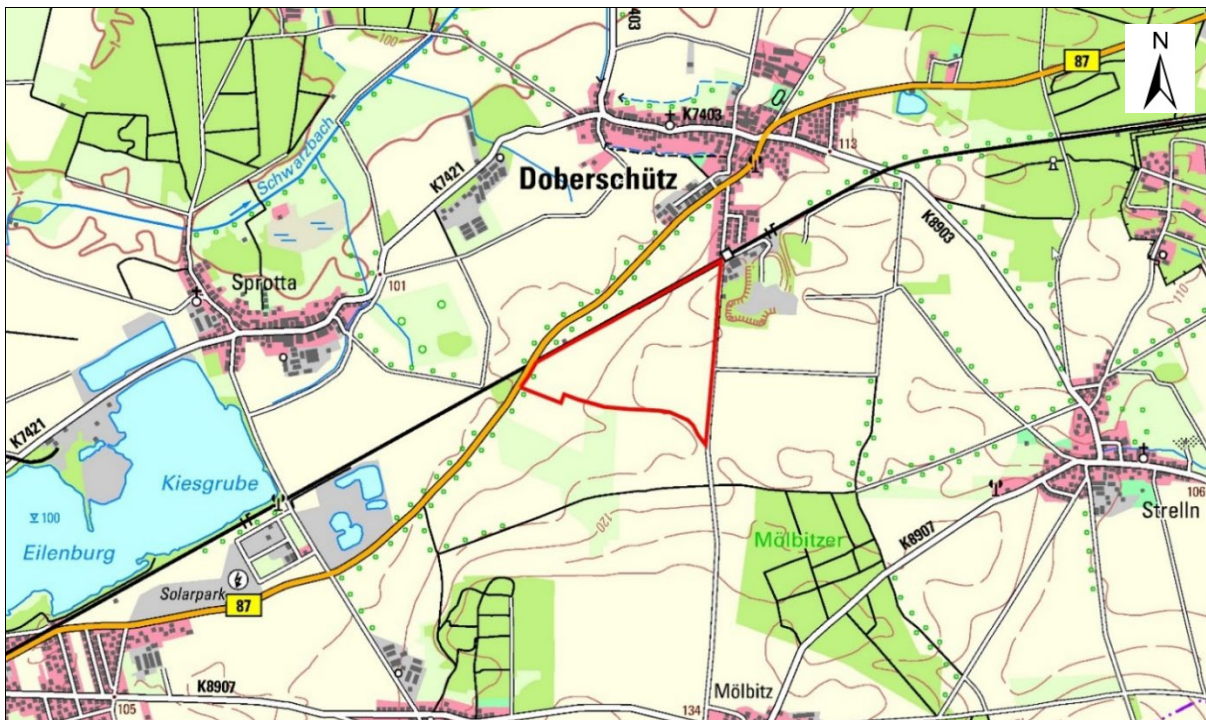 100
K7403
N
87
Schwarzbach
K7403
113
K7421
Doberschütz
K8903
Sprotta
101
110
K7421
Kiesgrube
100
Eilenburg
120
Mölbitzer
K8907
106
Strelln
Solarpark
87
K8907
Mölbitz
105
134